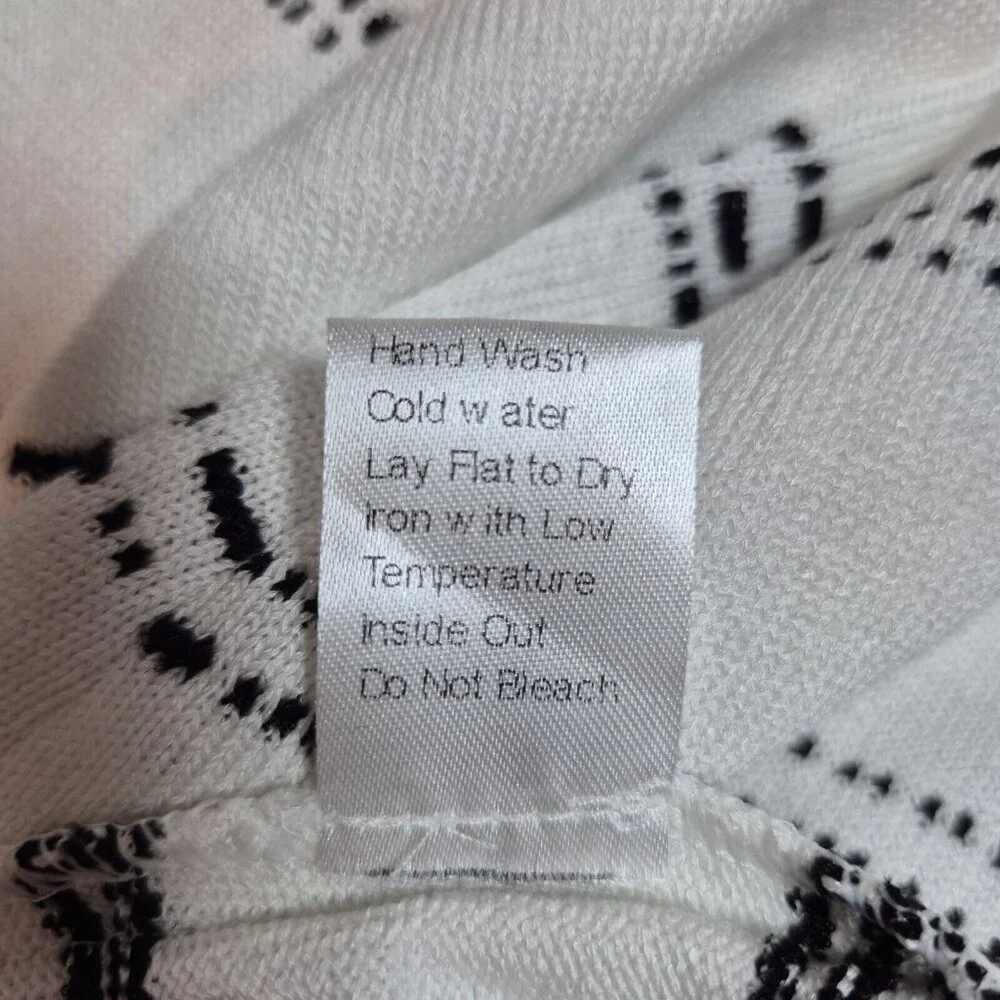 Hand Wash
Cold water
Lay Flat to Dry
Iron with Low
Temperature
inside Out
Do Not Bleach